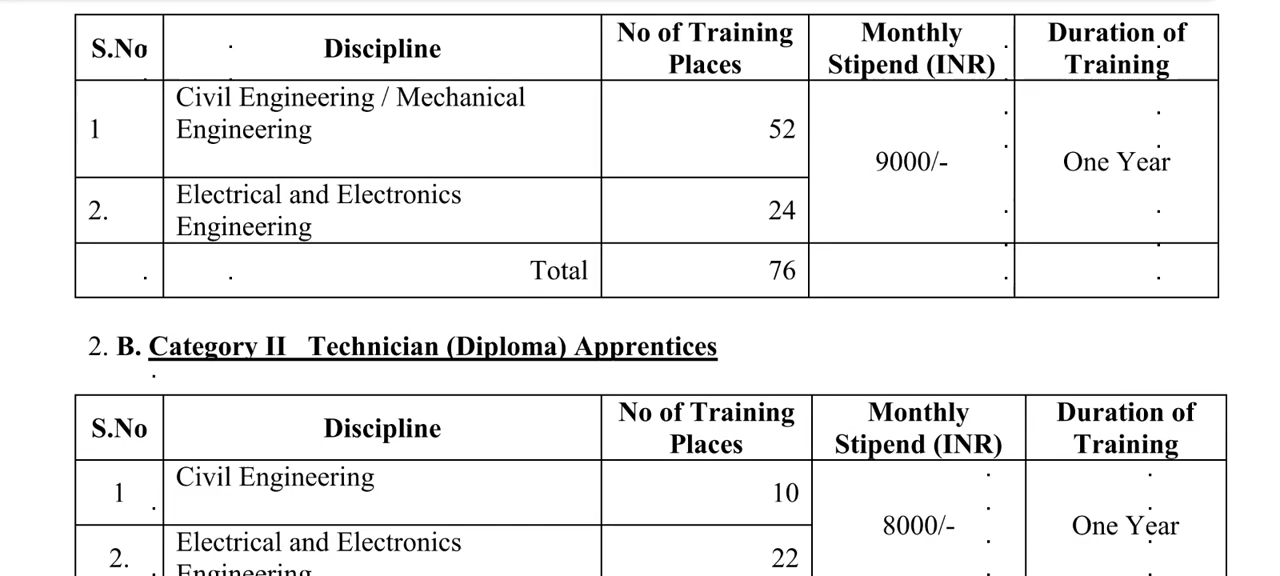 S.No Discipline No of Training Places Monthly Stipend (INR) Duration of Training
1 Civil Engineering / Mechanical Engineering 52 9000/- One Year
2. Electrical and Electronics Engineering 24
Total 76
2. B. Category II Technician (Diploma) Apprentices
S.No Discipline No of Training Places Monthly Stipend (INR) Duration of Training
1 Civil Engineering 10 8000/- One Year
2. Electrical and Electronics Engineering 22